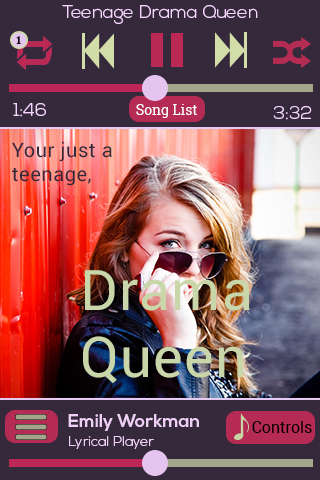 Teenage Drama Queen
1
1:46
Song List
3:32
Your just a
teenage,
Drama
Queen
Emily Workman
Lyrical Player
Controls